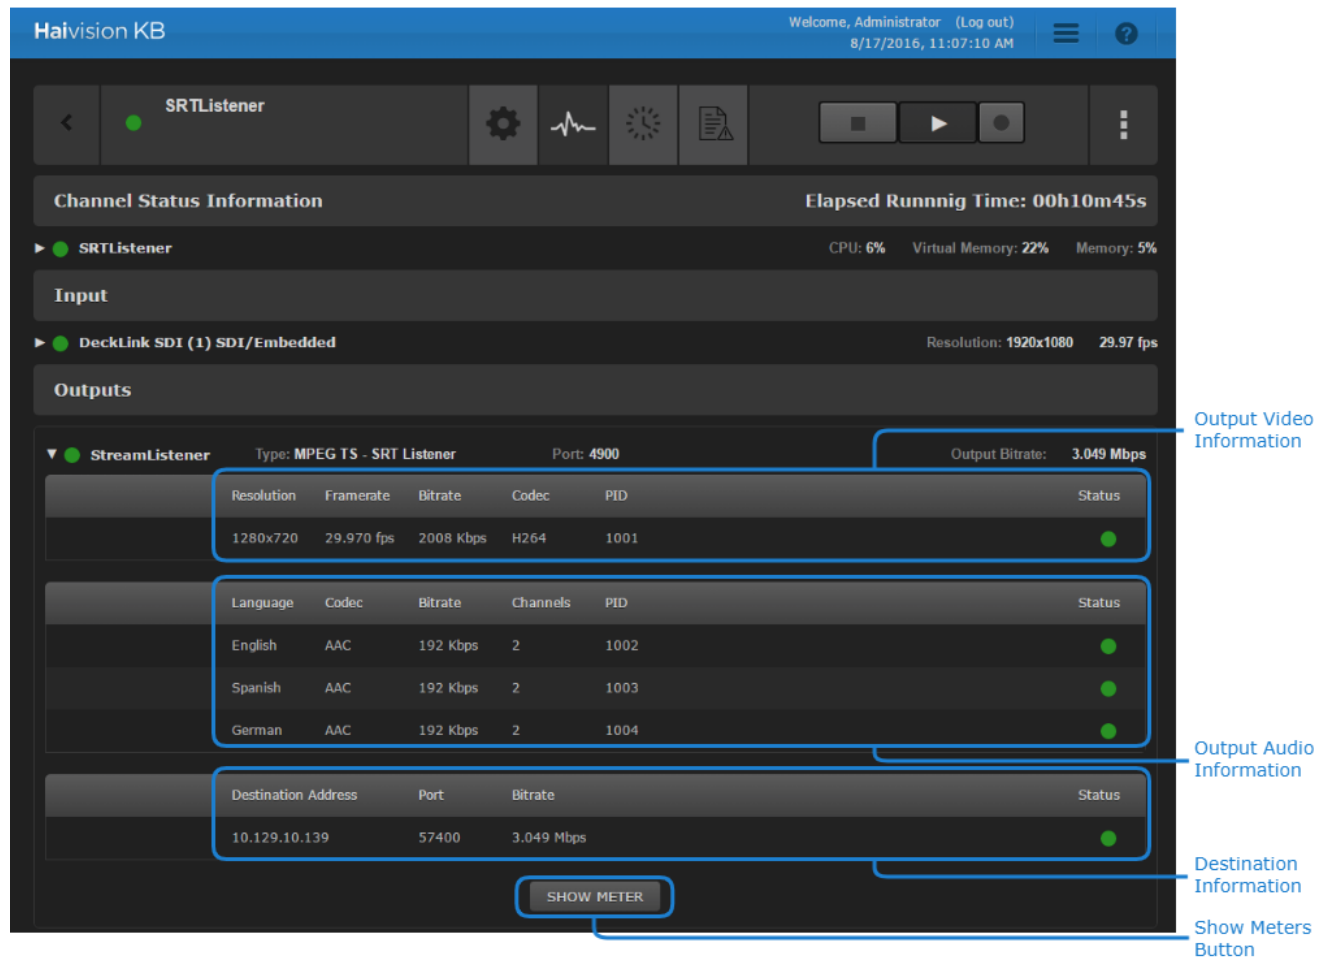 Haivision KB
Welcome, Administrator (Log out)
8/17/2016, 11:07:10 AM
?
SRTListener
Channel Status Information Elapsed Runnnig Time: 00h10m45s
SRTListener CPU: 6% Virtual Memory: 22% Memory: 5%
Input
DeckLink SDI (1) SDI/Embedded Resolution: 1920x1080 29.97 fps
Outputs
Output Video
Information
StreamListener Type: MPEG TS - SRT Listener Port: 4900 Output Bitrate: 3.049 Mbps
Resolution Framerate Bitrate Codec PID Status
1280x720 29.970 fps 2008 Kbps H264 1001
Language Codec Bitrate Channels PID Status
English AAC 192 Kbps 2 1002
Spanish AAC 192 Kbps 2 1003
German AAC 192 Kbps 2 1004
Output Audio
Information
Destination Address Port Bitrate Status
10.129.10.139 57400 3.049 Mbps
Destination
Information
SHOW METER
Show Meters
Button